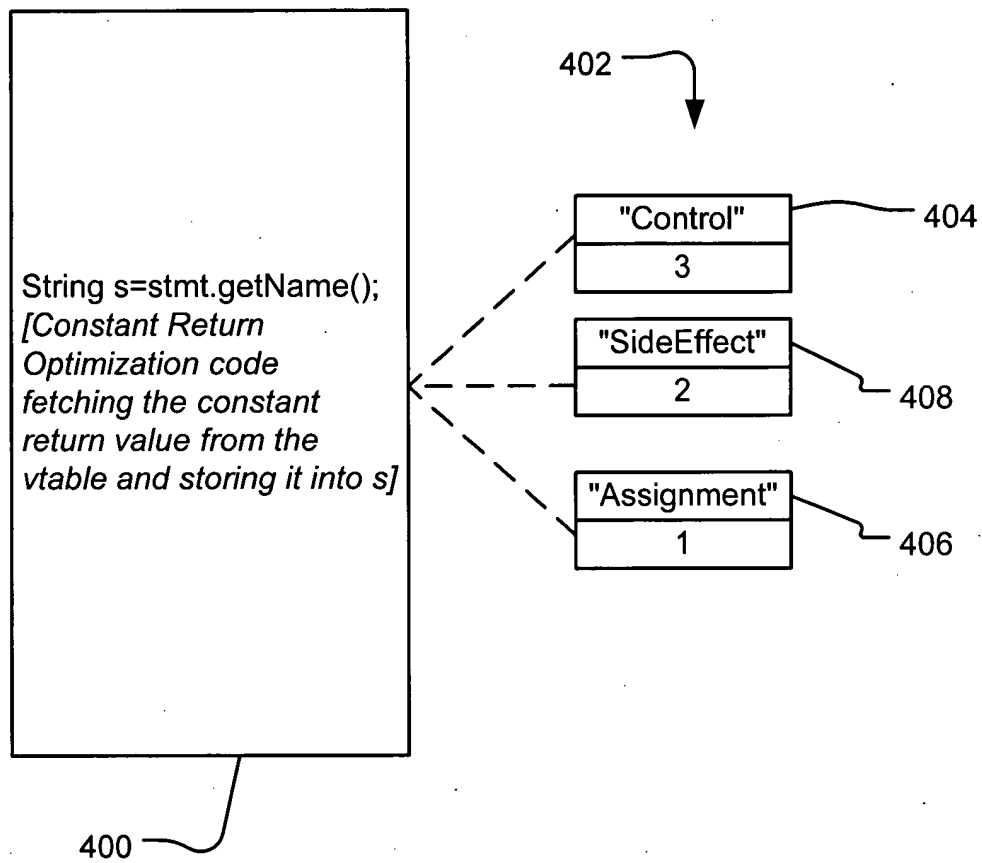 402
"Control"
404
3
String s=stmt.getName();
[Constant Return
"SideEffect"
Optimization code
2
408
fetching the constant
return value from the
vtable and storing it into s]
"Assignment"
1
406
400